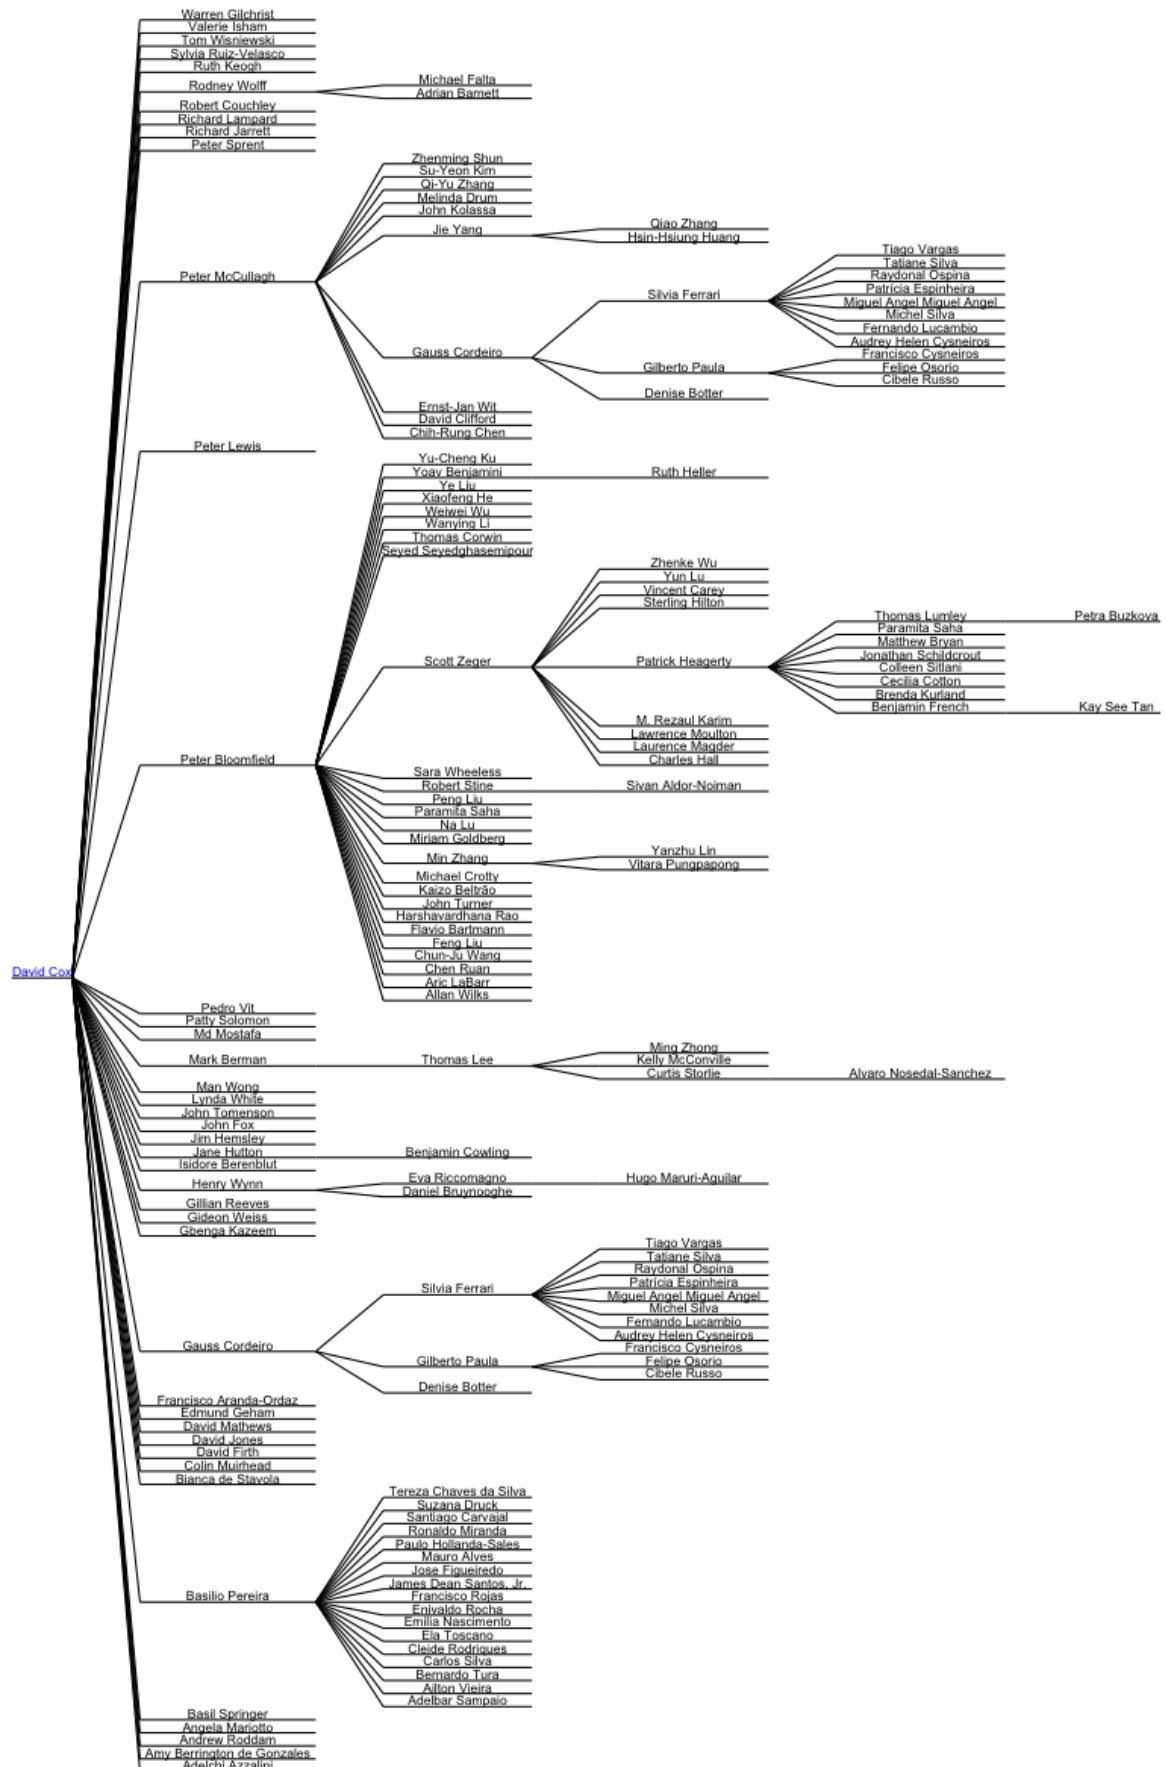 Warren Gilchrist
Valerie Isham
Tom Wisniewski
Sylvia Ruiz-Velasco
Ruth Keogh
Rodney Wolff
Michael Falta
Adrian Barnett
Robert Couchley
Richard Lampard
Richard Jarrett
Peter Sprent
Peter McCullagh
Zhenming Shun
Su-Yeon Kim
Qi-Yu Zhang
Melinda Drum
John Kolassa
Jie Yang
Qiao Zhang
Hsin-Hsiung Huang
Gauss Cordeiro
Silvia Ferrari
Tiago Vargas
Tatiane Silva
Raydonal Ospina
Patrícia Espinheira
Miguel Angel Miguel Angel
Michel Silva
Fernando Lucambio
Audrey Helen Cysneiros
Gilberto Paula
Francisco Cysneiros
Felipe Osorio
Cibele Russo
Denise Botter
Ernst-Jan Wit
David Clifford
Chih-Rung Chen
Peter Lewis
Peter Bloomfield
Yu-Cheng Ku
Yoav Benjamini
Ruth Heller
Ye Liu
Xiaofeng He
Weiwei Wu
Wanying Li
Thomas Corwin
Seyed Seyedghasemipour
Scott Zeger
Zhenke Wu
Yun Lu
Vincent Carey
Sterling Hilton
Patrick Heagerty
Thomas Lumley
Petra Buzkova
Paramita Saha
Matthew Bryan
Jonathan Schildcrout
Colleen Sitlani
Cecilia Cotton
Brenda Kurland
Benjamin French
Kay See Tan
M. Rezaul Karim
Lawrence Moulton
Laurence Magder
Charles Hall
Sara Wheeless
Robert Stine
Sivan Aldor-Noiman
Peng Liu
Paramita Saha
Na Lu
Miriam Goldberg
Min Zhang
Yanzhu Lin
Vitara Pungpapong
Michael Crotty
Kaizo Beltrão
John Turner
Harshavardhana Rao
Flavio Bartmann
Feng Liu
Chun-Ju Wang
Chen Ruan
Aric LaBarr
Allan Wilks
David Cox
Pedro Vit
Patty Solomon
Md Mostafa
Mark Berman
Thomas Lee
Ming Zhong
Kelly McConville
Curtis Storlie
Alvaro Nosedal-Sanchez
Man Wong
Lynda White
John Tomenson
John Fox
Jim Hemsley
Jane Hutton
Benjamin Cowling
Isidore Berenblut
Henry Wynn
Eva Riccomagno
Hugo Maruri-Aguilar
Daniel Bruynooghe
Gillian Reeves
Gideon Weiss
Gbenga Kazeem
Gauss Cordeiro
Silvia Ferrari
Tiago Vargas
Tatiane Silva
Raydonal Ospina
Patrícia Espinheira
Miguel Angel Miguel Angel
Michel Silva
Fernando Lucambio
Audrey Helen Cysneiros
Gilberto Paula
Francisco Cysneiros
Felipe Osorio
Cibele Russo
Denise Botter
Francisco Aranda-Ordaz
Edmund Geham
David Mathews
David Jones
David Firth
Colin Muirhead
Bianca de Stavola
Basilio Pereira
Tereza Chaves da Silva
Suzana Druck
Santiago Carvajal
Ronaldo Miranda
Paulo Hollanda-Sales
Mauro Alves
Jose Figueiredo
James Dean Santos, Jr.
Francisco Rojas
Enivaldo Rocha
Emilia Nascimento
Ela Toscano
Cleide Rodrigues
Carlos Silva
Bernardo Tura
Ailton Vieira
Adelbar Sampaio
Basil Springer
Angela Mariotto
Andrew Roddam
Amy Berrington de Gonzales
Adelchi Azzalini